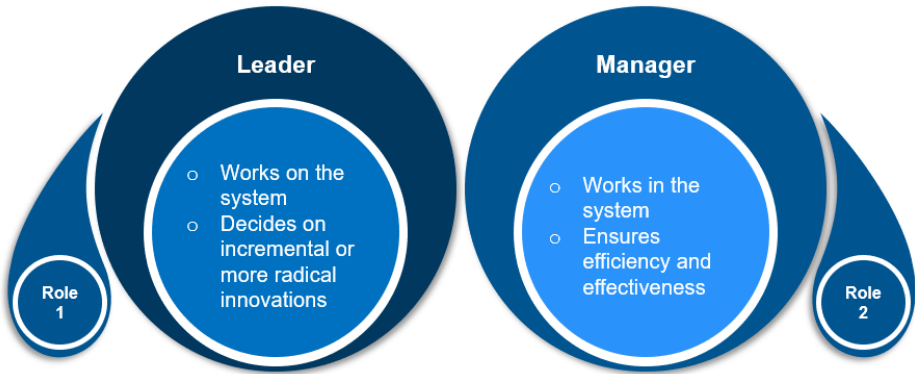 Leader
Manager
○ Works on the
system
○ Decides on
incremental or
more radical
innovations
○ Works in the
system
○ Ensures
efficiency and
effectiveness
Role
1
Role
2